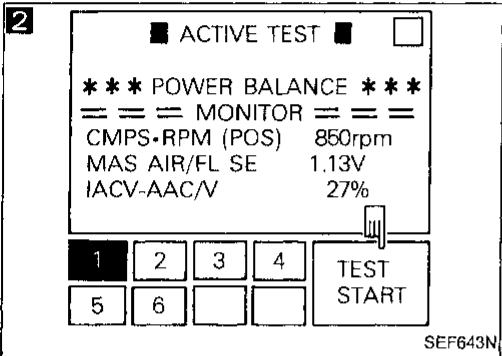 2
■ ACTIVE TEST ■
* * * POWER BALANCE * * *
= = = MONITOR = = =
CMPS•RPM (POS) 850rpm
MAS AIR/FL SE 1.13V
IACV-AAC/V 27%
1 2 3 4
TEST START
5 6
SEF643N